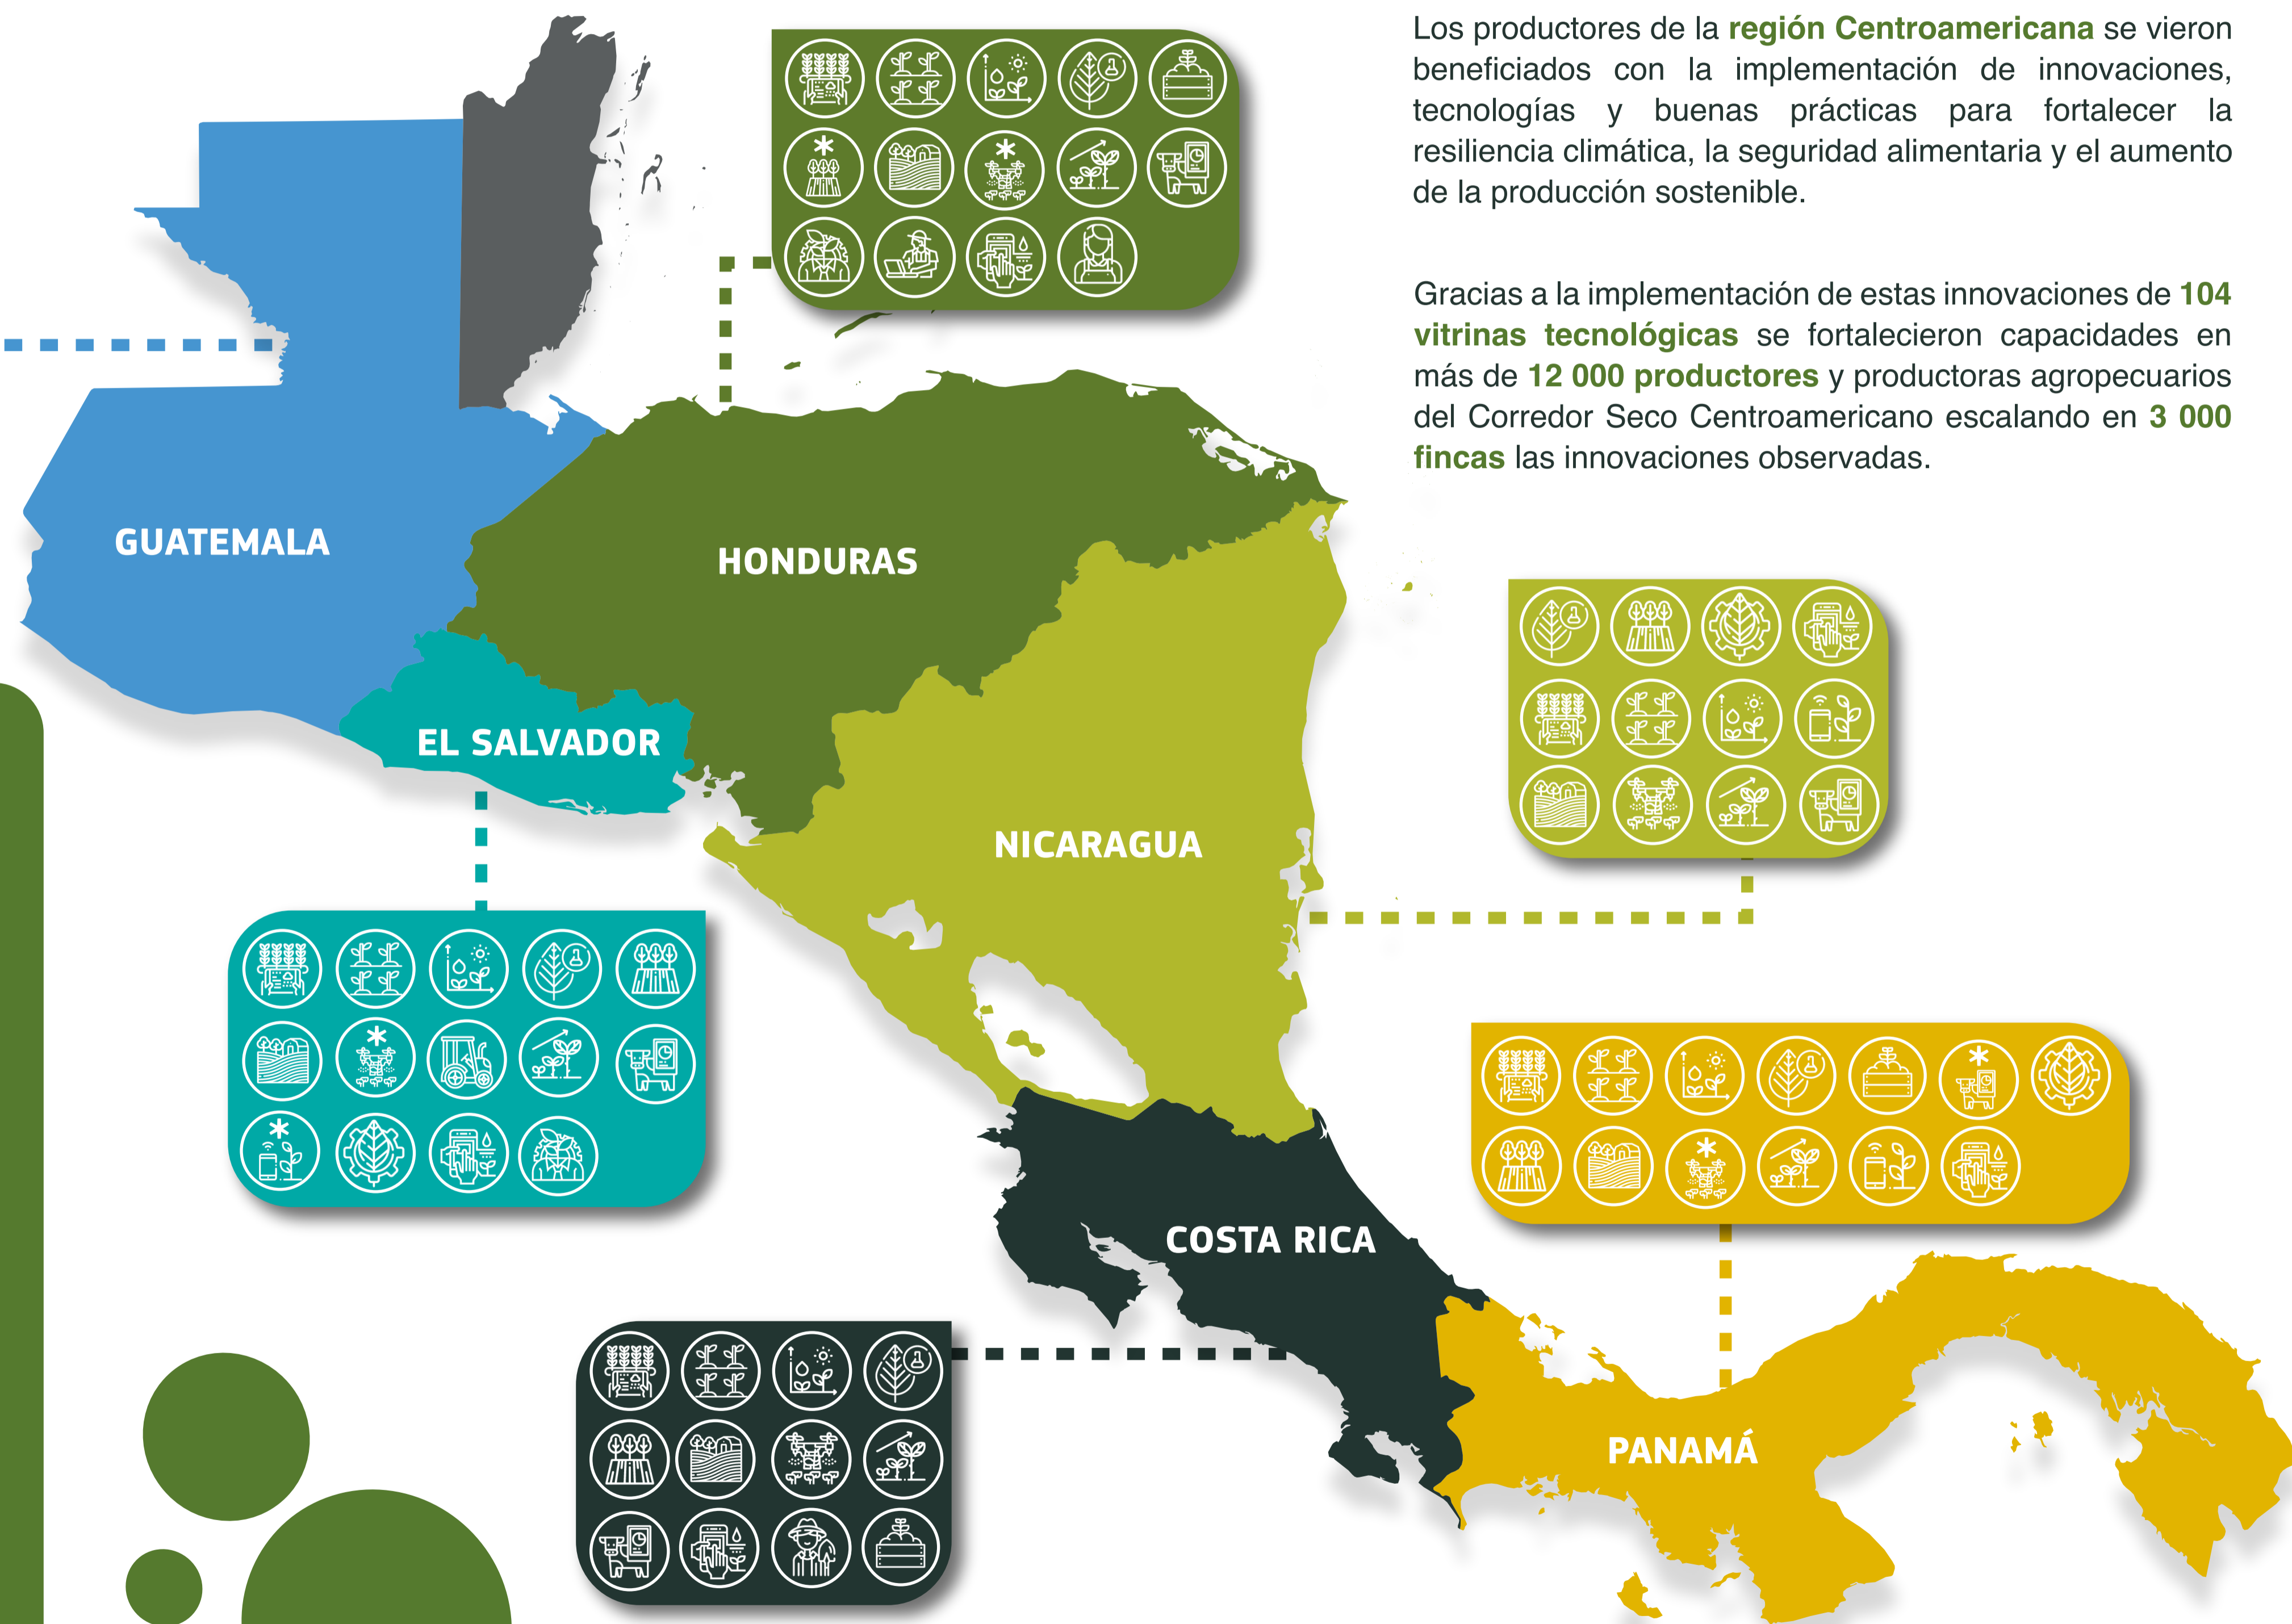 Los productores de la región Centroamericana se vieron
beneficiados con la implementación de innovaciones,
tecnologías y buenas prácticas para fortalecer la
resiliencia climática, la seguridad alimentaria y el aumento
de la producción sostenible.
Gracias a la implementación de estas innovaciones de 104
vitrinas tecnológicas se fortalecieron capacidades en
más de 12 000 productores y productoras agropecuarios
del Corredor Seco Centroamericano escalando en 3 000
fincas las innovaciones observadas.
GUATEMALA
HONDURAS
EL SALVADOR
NICARAGUA
COSTA RICA
PANAMÁ